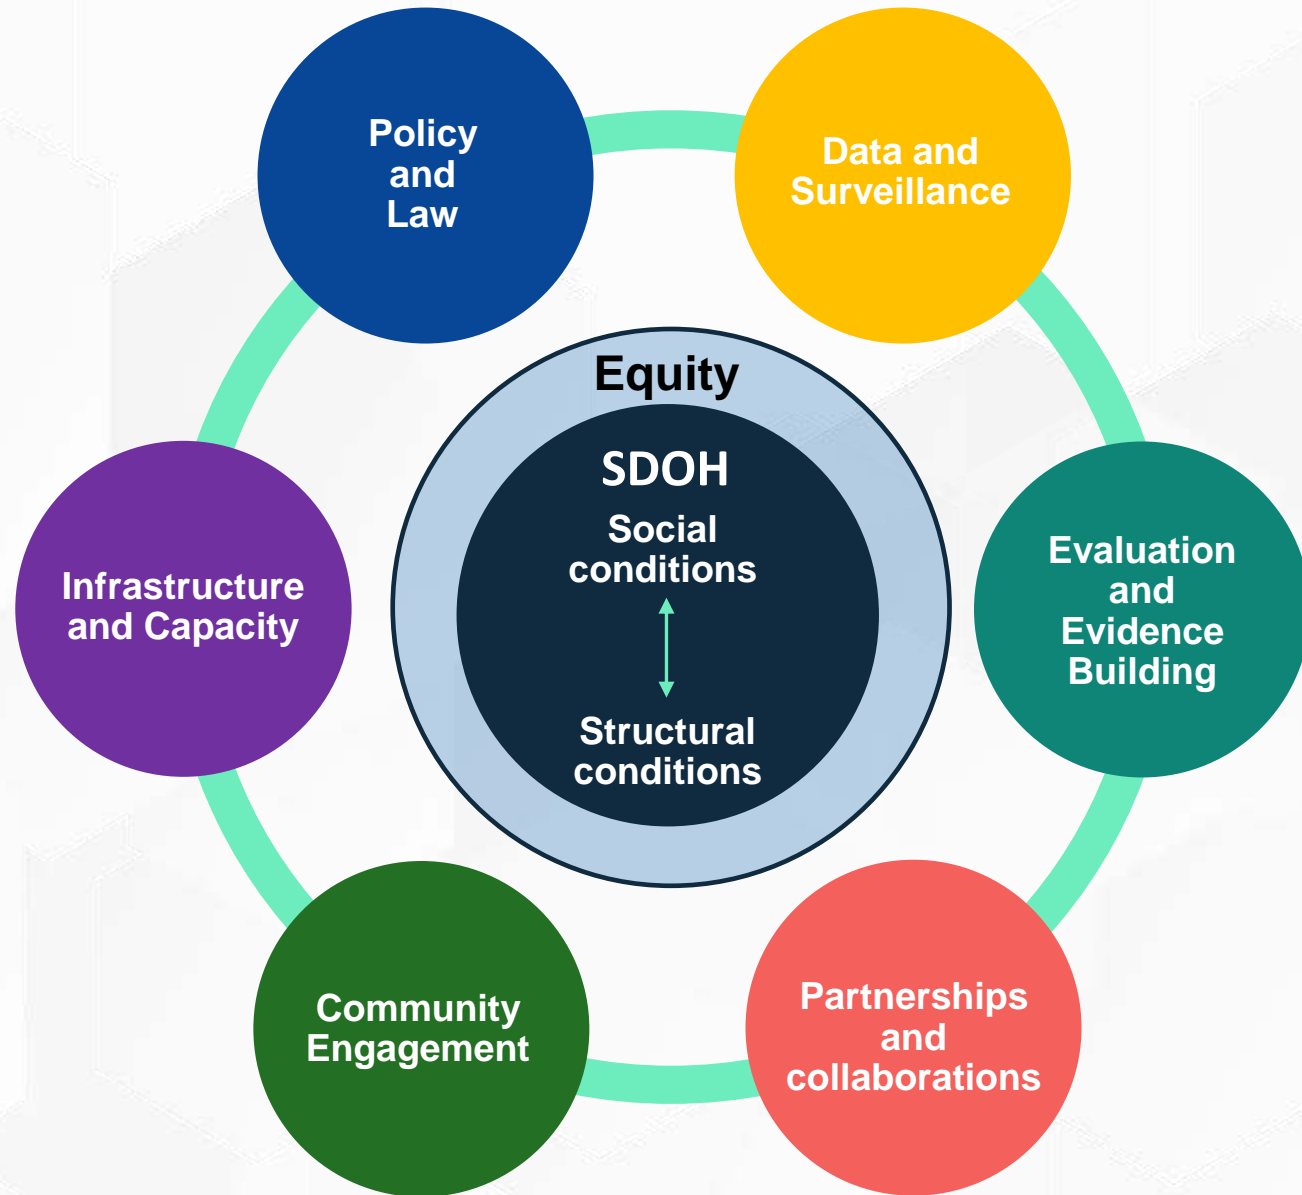 Policy
and
Law
Data and
Surveillance
Equity
SDOH
Social
conditions
Structural
conditions
Infrastructure
and Capacity
Evaluation
and
Evidence
Building
Community
Engagement
Partnerships
and
collaborations